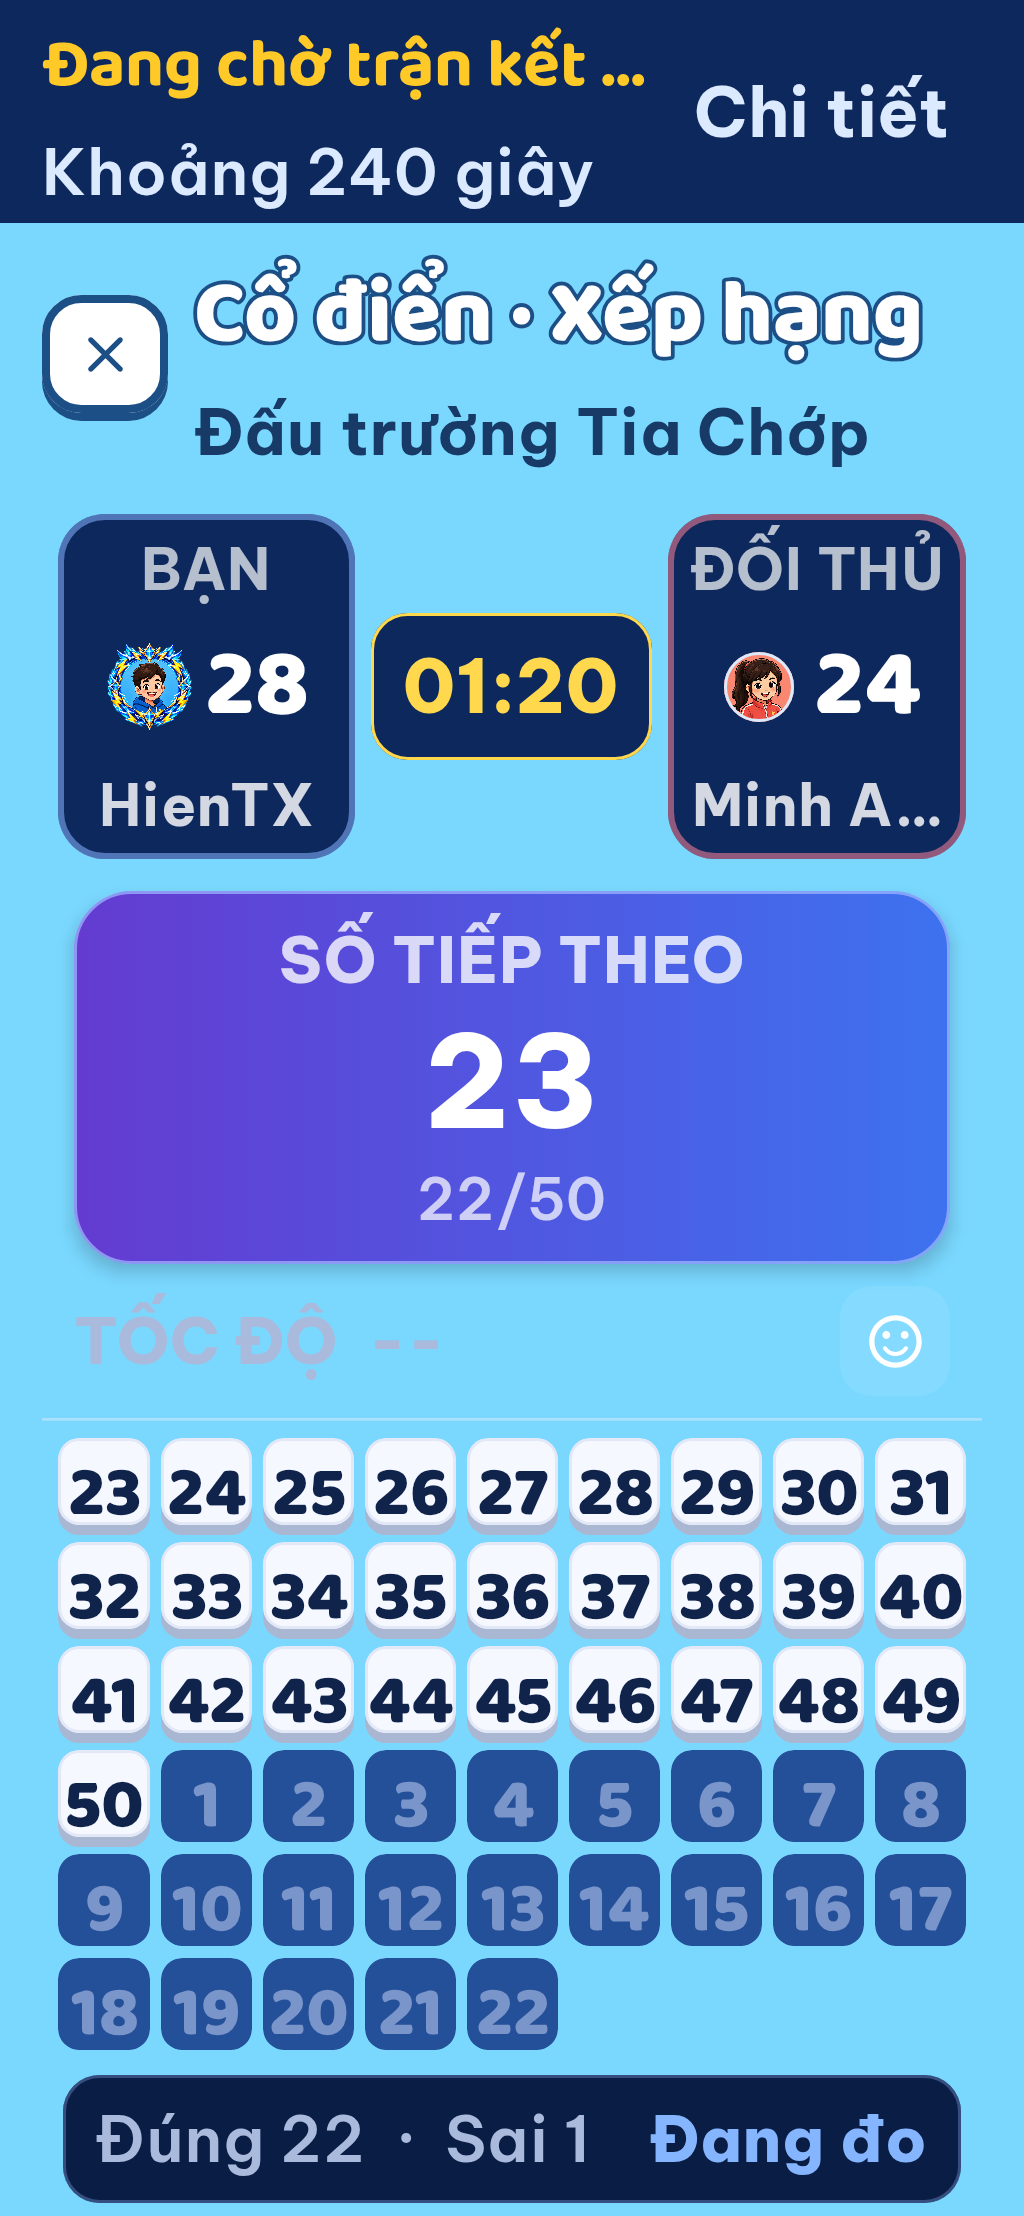 Đang chờ trận kết ...
Chi tiết
Khoảng 240 giây
Cổ điển · Xếp hạng
Đấu trường Tia Chớp
BẠN
28
HienTX
01:20
ĐỐI THỦ
24
Minh A...
SỐ TIẾP THEO
23
22/50
TỐC ĐỘ --
23 24 25 26 27 28 29 30 31
32 33 34 35 36 37 38 39 40
41 42 43 44 45 46 47 48 49
50 1 2 3 4 5 6 7 8
9 10 11 12 13 14 15 16 17
18 19 20 21 22
Đúng 22 · Sai 1 Đang đo